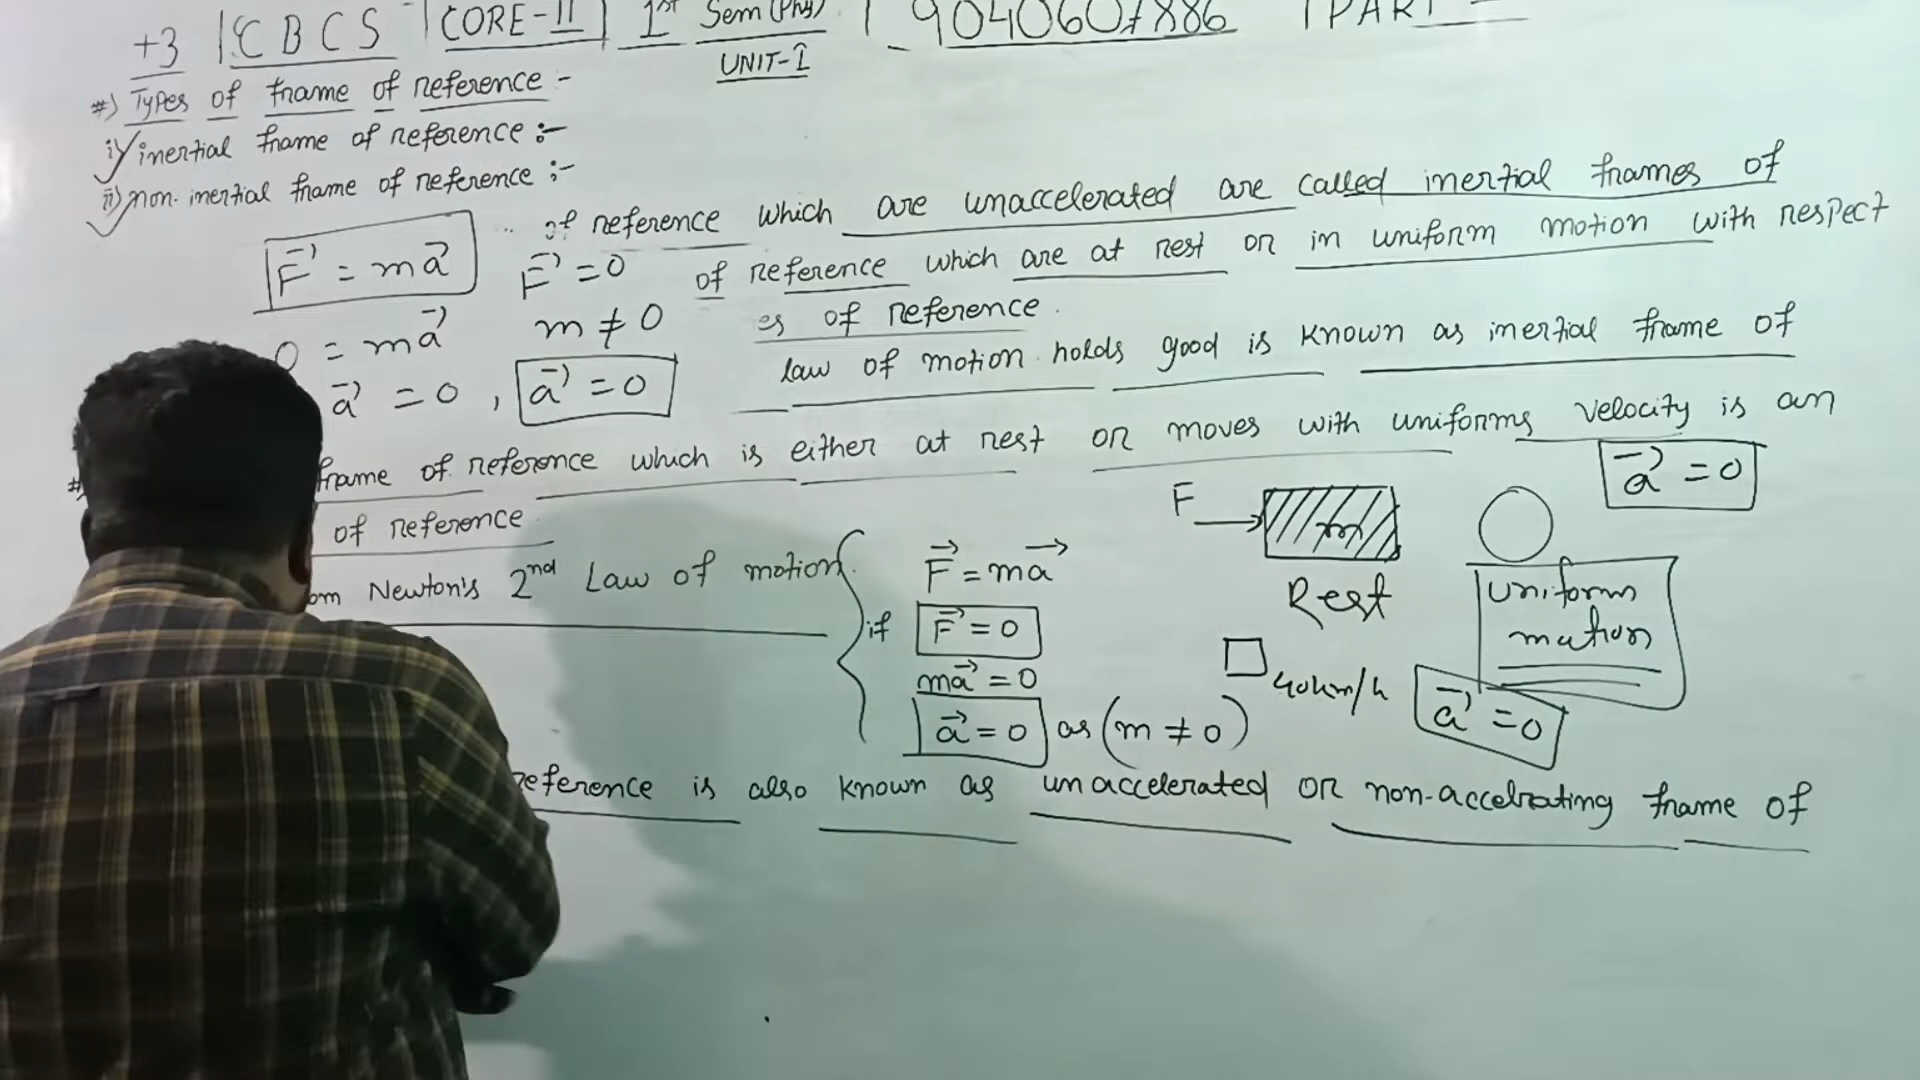 +3 | CBCS | CORE-II | 1st Sem (Phy) | 9040607886 | PART
UNIT-I
#) Types of frame of reference :-
i) inertial frame of reference :-
ii) non-inertial frame of reference :-
of reference which are unaccelerated are called inertial frames of
F⃗ = ma⃗ F⃗ = 0 of reference which are at rest or in uniform motion with respect
es of reference.
0 = ma⃗ m ≠ 0 law of motion holds good is known as inertial frame of
a⃗ = 0 , a⃗ = 0
# frame of reference which is either at rest or moves with uniforms velocity is an
a⃗ = 0
of reference
F m
Rest
uniform
motion
om Newton's 2nd Law of motion.
F⃗ = ma⃗
if F⃗ = 0
ma⃗ = 0
a⃗ = 0 as (m ≠ 0)
40km/h
a⃗ = 0
reference is also known as unaccelerated or non-accelrating frame of